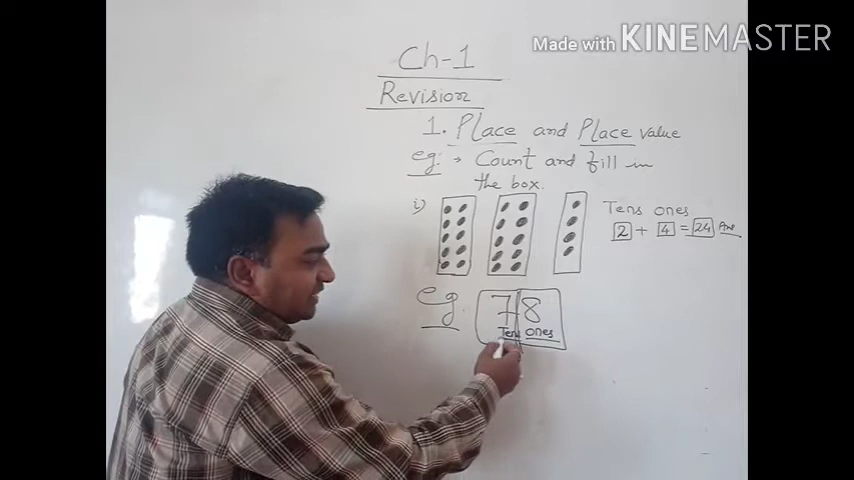 Made with KINEMASTER
Ch-1
Revision
1. Place and Place value
eg: → Count and fill in
the box.
i) Tens ones
2 + 4 = 24 Ans
eg. 78
Tens ones